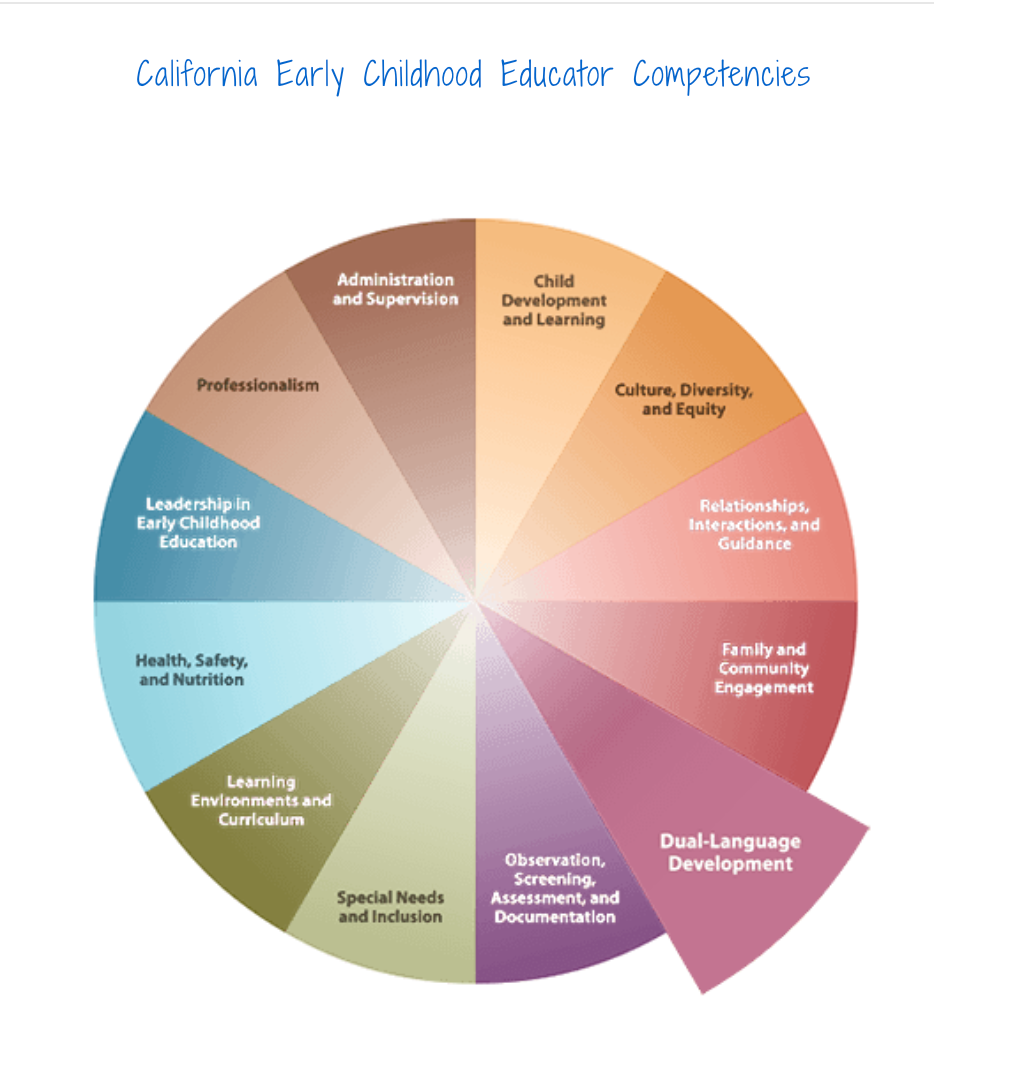 California Early Childhood Educator Competencies
Administration
and Supervision
Child
Development
and Learning
Professionalism
Culture, Diversity,
and Equity
Leadership in
Early Childhood
Education
Relationships,
Interactions, and
Guidance
Health, Safety,
and Nutrition
Family and
Community
Engagement
Learning
Environments and
Curriculum
Dual-Language
Development
Special Needs
and Inclusion
Observation,
Screening,
Assessment, and
Documentation